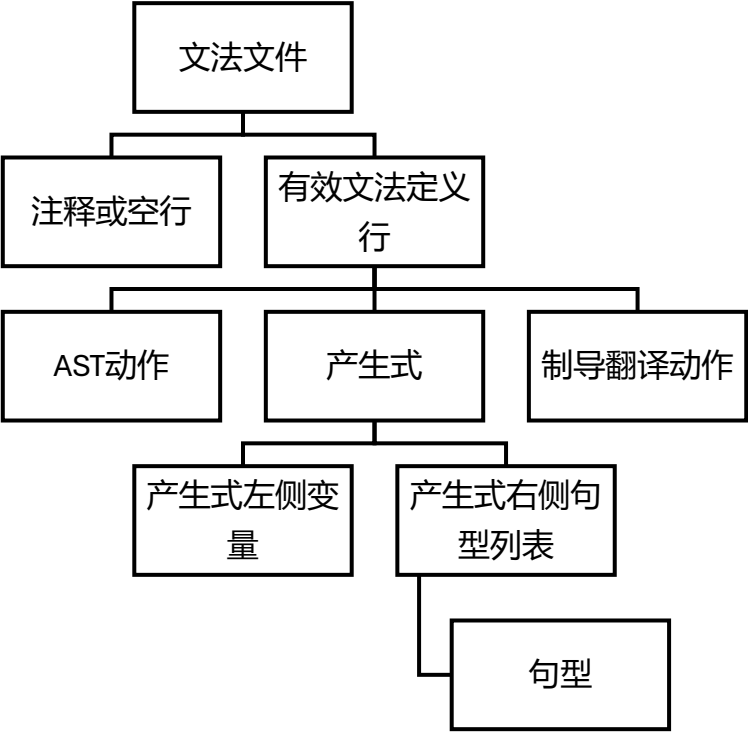 文法文件
注释或空行
有效文法定义
行
AST动作
产生式
制导翻译动作
产生式左侧变
量
产生式右侧句
型列表
句型